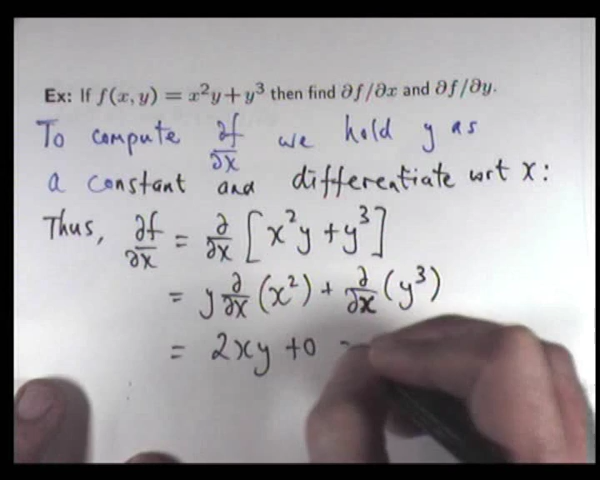 Ex: If f(x, y) = x²y + y³ then find ∂f/∂x and ∂f/∂y.
To compute ∂f/∂x we hold y as
a constant and differentiate wrt x:
Thus, ∂f/∂x = ∂/∂x [x²y + y³]
= y ∂/∂x (x²) + ∂/∂x (y³)
= 2xy + 0 =